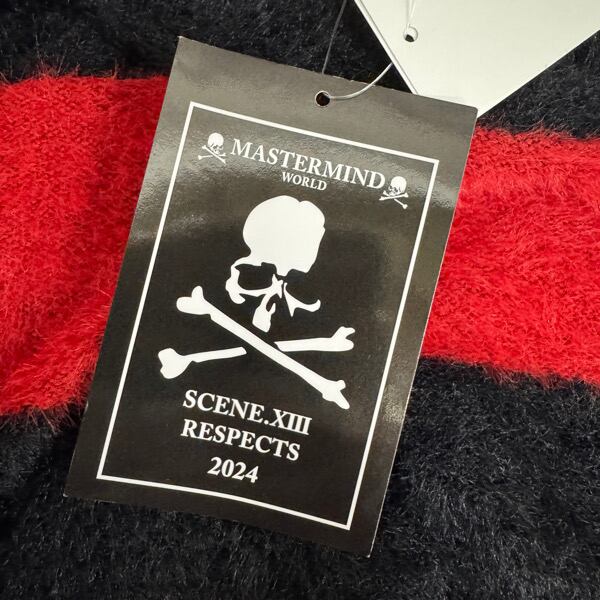 MASTERMIND
WORLD
SCENE.XIII
RESPECTS
2024